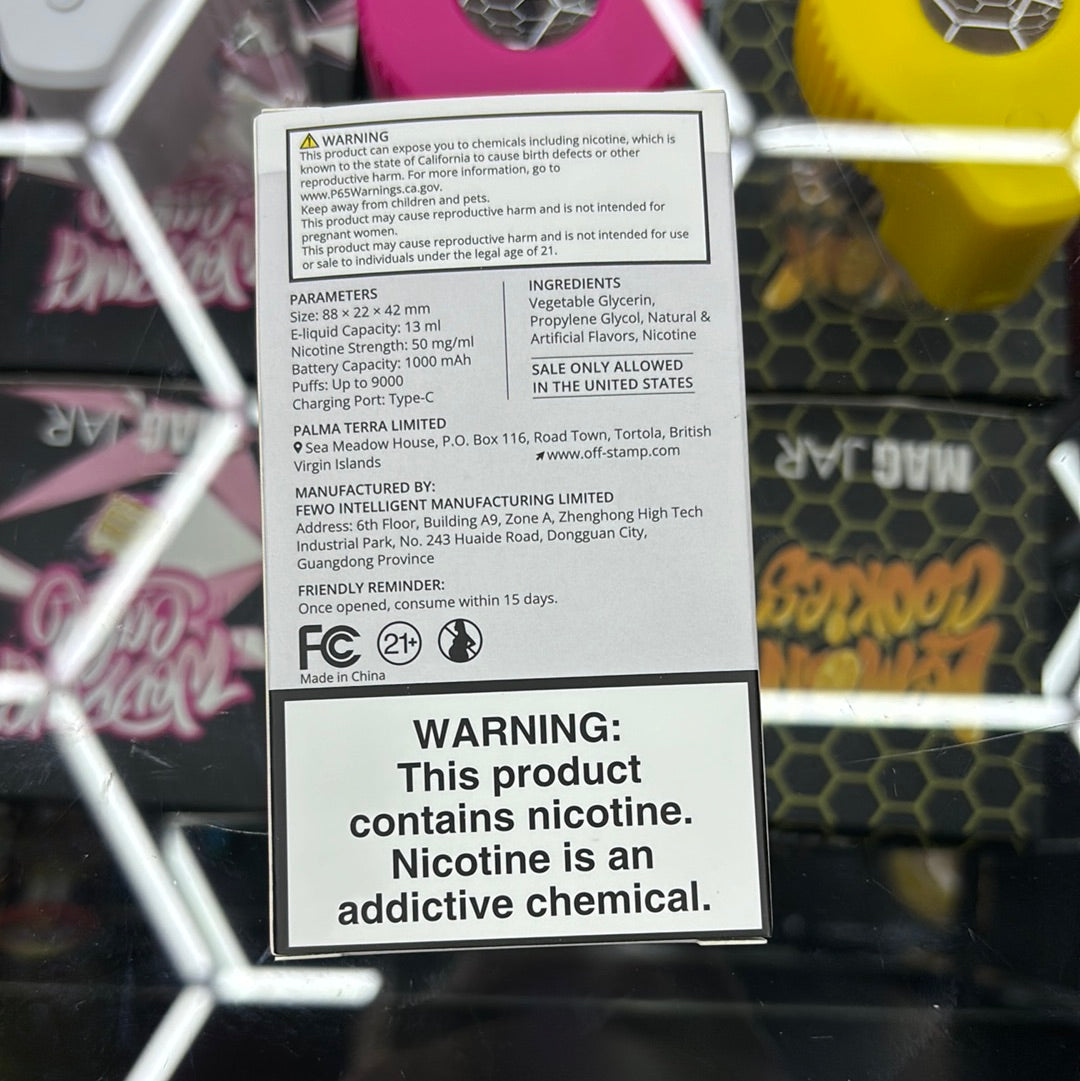 WARNING
This product can expose you to chemicals including nicotine, which is
known to the state of California to cause birth defects or other
reproductive harm. For more information, go to
www.P65Warnings.ca.gov.
Keep away from children and pets.
This product may cause reproductive harm and is not intended for
pregnant women.
This product may cause reproductive harm and is not intended for use
or sale to individuals under the legal age of 21.
PARAMETERS
Size: 88 × 22 × 42 mm
E-liquid Capacity: 13 ml
Nicotine Strength: 50 mg/ml
Battery Capacity: 1000 mAh
Puffs: Up to 9000
Charging Port: Type-C
INGREDIENTS
Vegetable Glycerin,
Propylene Glycol, Natural &
Artificial Flavors, Nicotine
SALE ONLY ALLOWED
IN THE UNITED STATES
PALMA TERRA LIMITED
Sea Meadow House, P.O. Box 116, Road Town, Tortola, British
Virgin Islands
www.off-stamp.com
MANUFACTURED BY:
FEWO INTELLIGENT MANUFACTURING LIMITED
Address: 6th Floor, Building A9, Zone A, Zhenghong High Tech
Industrial Park, No. 243 Huaide Road, Dongguan City,
Guangdong Province
FRIENDLY REMINDER:
Once opened, consume within 15 days.
FC 21+
Made in China
WARNING:
This product
contains nicotine.
Nicotine is an
addictive chemical.
MAG JAR
MAG JAR
LEMON
COOKIES